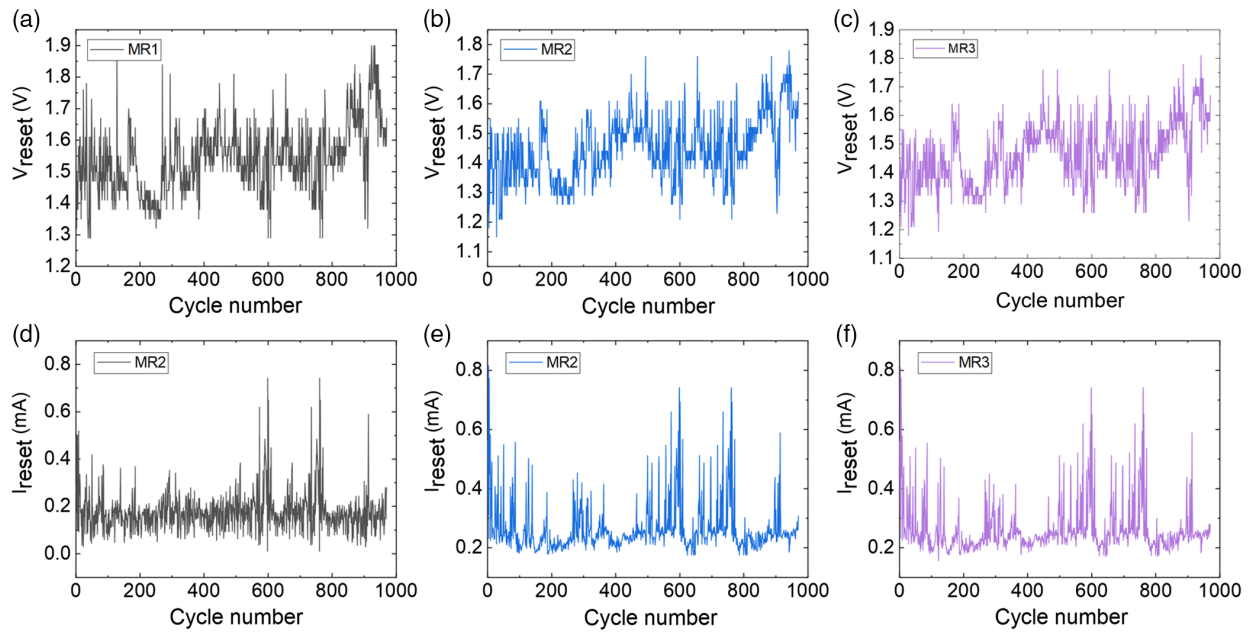 (a)
MR1
1.9
1.8
1.7
1.6
1.5
1.4
1.3
1.2
Vreset (V)
0 200 400 600 800 1000
Cycle number
(b)
MR2
1.8
1.7
1.6
1.5
1.4
1.3
1.2
1.1
Vreset (V)
0 200 400 600 800 1000
Cycle number
(c)
MR3
1.9
1.8
1.7
1.6
1.5
1.4
1.3
1.2
1.1
Vreset (V)
0 200 400 600 800 1000
Cycle number
(d)
MR2
0.8
0.6
0.4
0.2
0.0
Ireset (mA)
0 200 400 600 800 1000
Cycle number
(e)
MR2
0.8
0.6
0.4
0.2
Ireset (mA)
0 200 400 600 800 1000
Cycle number
(f)
MR3
0.8
0.6
0.4
0.2
Ireset (mA)
0 200 400 600 800 1000
Cycle number